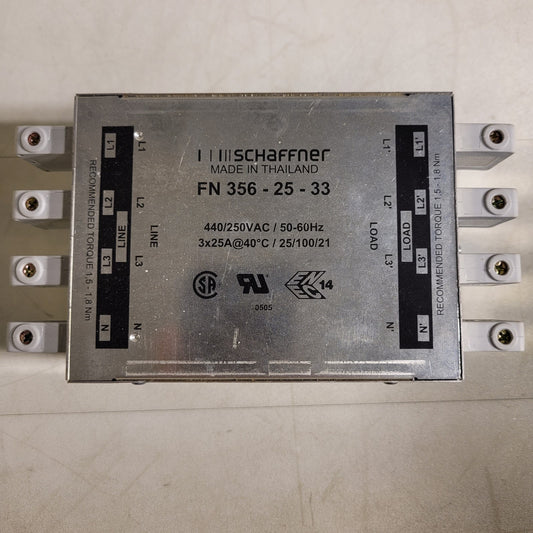 SCHAFFNER
MADE IN THAILAND
FN 356 - 25 - 33
440/250VAC / 50-60Hz
3x25A@40°C / 25/100/21
0505
14
RECOMMENDED TORQUE 1,5 - 1,8 Nm
L1
L2
L3
N
LINE
L1
L2
L3
N
LINE
L1'
L2'
L3'
N'
LOAD
L1'
L2'
L3'
N'
LOAD
RECOMMENDED TORQUE 1,5 - 1,8 Nm